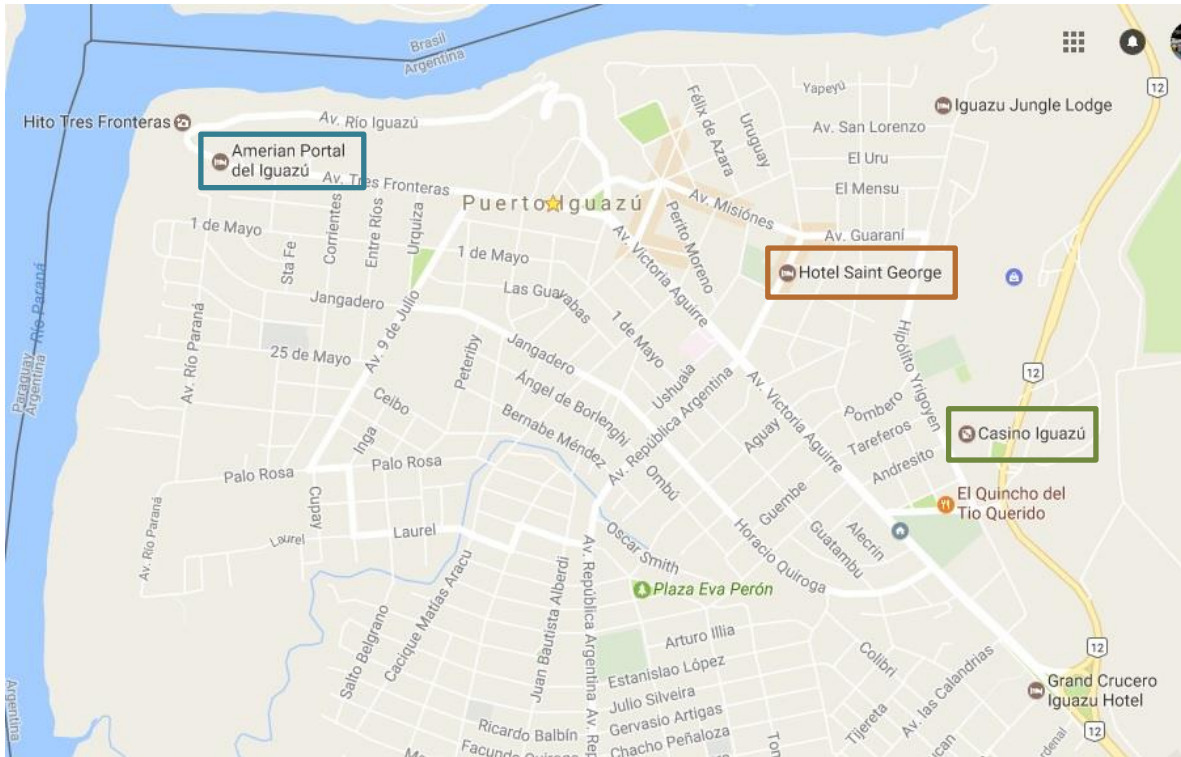 Brasil
Argentina
12
Hito Tres Fronteras
Av. Río Iguazú
Amerian Portal
del Iguazú
Av. Tres Fronteras
Puerto Iguazú
Félix de Azara
Uruguay
Yapeyú
Iguazu Jungle Lodge
Av. San Lorenzo
El Uru
El Mensu
Av. Misiónes
Perito Moreno
Av. Guaraní
Hotel Saint George
1 de Mayo
Sta Fe
Corrientes
Entre Ríos
Urquiza
1 de Mayo
Av. Victoria Aguirre
Las Guayabas
Jangadero
Av. 9 de Julio
1 de Mayo
Hipólito Yrigoyen
Río Paraná
Paraguay
Argentina
Av. Río Paraná
25 de Mayo
Peteriby
Jangadero
Ushuaia
12
Ángel de Borlenghi
Av. República Argentina
Av. Victoria Aguirre
Ceibo
Bernabe Méndez
Aguay
Pombero
Tareferos
Andresito
Casino Iguazú
Inga
Palo Rosa
Palo Rosa
Ombú
Guembe
El Quincho del
Tio Querido
Cupay
Av. Río Paraná
Laurel
Laurel
Oscar Smith
Horacio Quiroga
Guatambu
Alecrin
Cacique Matías Aracu
Juan Bautista Alberdi
Av. República Argentina
Plaza Eva Perón
Salto Belgrano
Arturo Illia
Estanislao López
Colibri
Av. las Calandrias
12
Argentina
Julio Silveira
Grand Crucero
Iguazu Hotel
Ricardo Balbín
Gervasio Artigas
Tijereta
12
Chacho Peñaloza